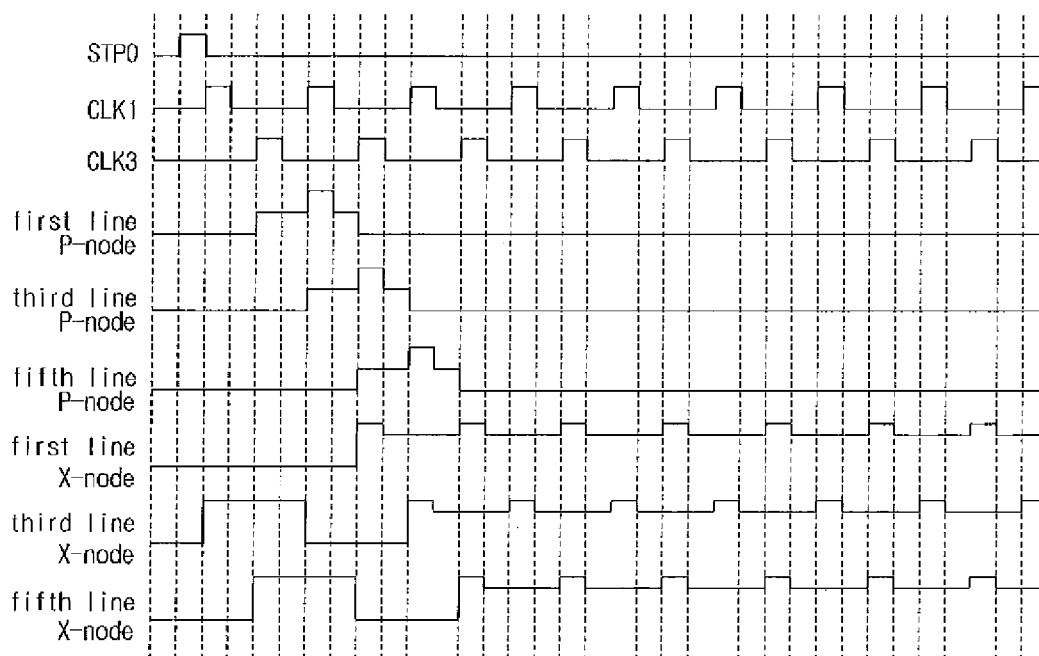 STP0
CLK1
CLK3
first line
P-node
third line
P-node
fifth line
P-node
first line
X-node
third line
X-node
fifth line
X-node